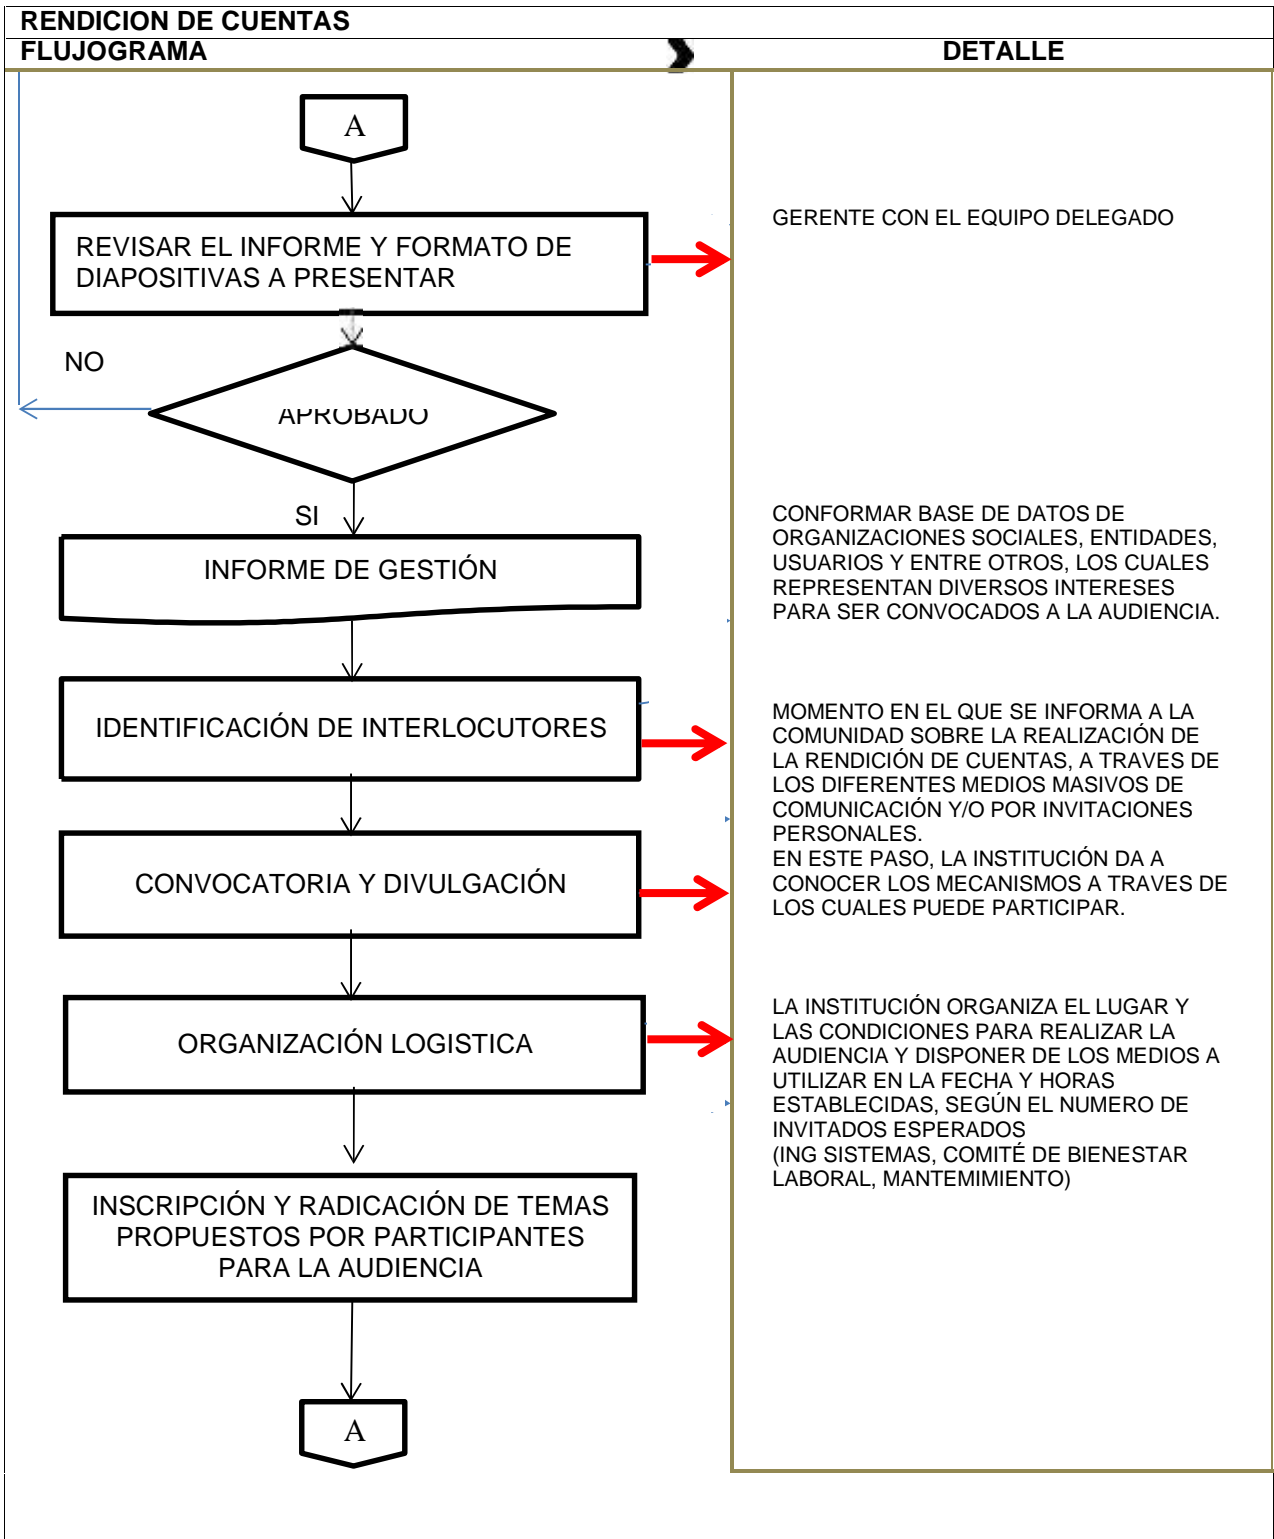 RENDICION DE CUENTAS
FLUJOGRAMA
DETALLE
A
REVISAR EL INFORME Y FORMATO DE
DIAPOSITIVAS A PRESENTAR
GERENTE CON EL EQUIPO DELEGADO
NO
APROBADO
SI
INFORME DE GESTIÓN
CONFORMAR BASE DE DATOS DE
ORGANIZACIONES SOCIALES, ENTIDADES,
USUARIOS Y ENTRE OTROS, LOS CUALES
REPRESENTAN DIVERSOS INTERESES
PARA SER CONVOCADOS A LA AUDIENCIA.
IDENTIFICACIÓN DE INTERLOCUTORES
MOMENTO EN EL QUE SE INFORMA A LA
COMUNIDAD SOBRE LA REALIZACIÓN DE
LA RENDICIÓN DE CUENTAS, A TRAVES DE
LOS DIFERENTES MEDIOS MASIVOS DE
COMUNICACIÓN Y/O POR INVITACIONES
PERSONALES.
EN ESTE PASO, LA INSTITUCIÓN DA A
CONOCER LOS MECANISMOS A TRAVES DE
LOS CUALES PUEDE PARTICIPAR.
CONVOCATORIA Y DIVULGACIÓN
ORGANIZACIÓN LOGISTICA
LA INSTITUCIÓN ORGANIZA EL LUGAR Y
LAS CONDICIONES PARA REALIZAR LA
AUDIENCIA Y DISPONER DE LOS MEDIOS A
UTILIZAR EN LA FECHA Y HORAS
ESTABLECIDAS, SEGÚN EL NUMERO DE
INVITADOS ESPERADOS
(ING SISTEMAS, COMITÉ DE BIENESTAR
LABORAL, MANTEMIMIENTO)
INSCRIPCIÓN Y RADICACIÓN DE TEMAS
PROPUESTOS POR PARTICIPANTES
PARA LA AUDIENCIA
A